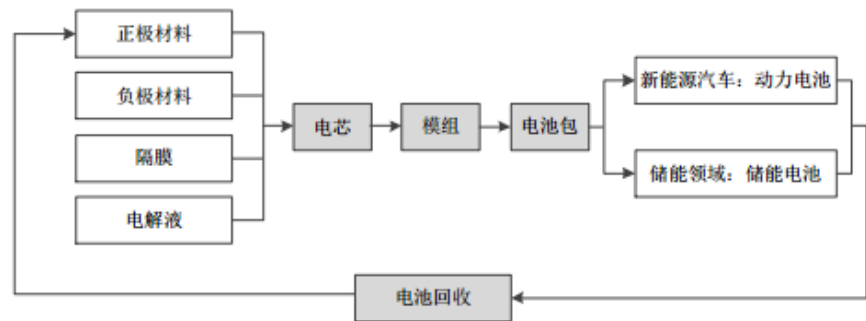 正极材料
负极材料
隔膜
电解液
电芯
模组
电池包
新能源汽车：动力电池
储能领域：储能电池
电池回收